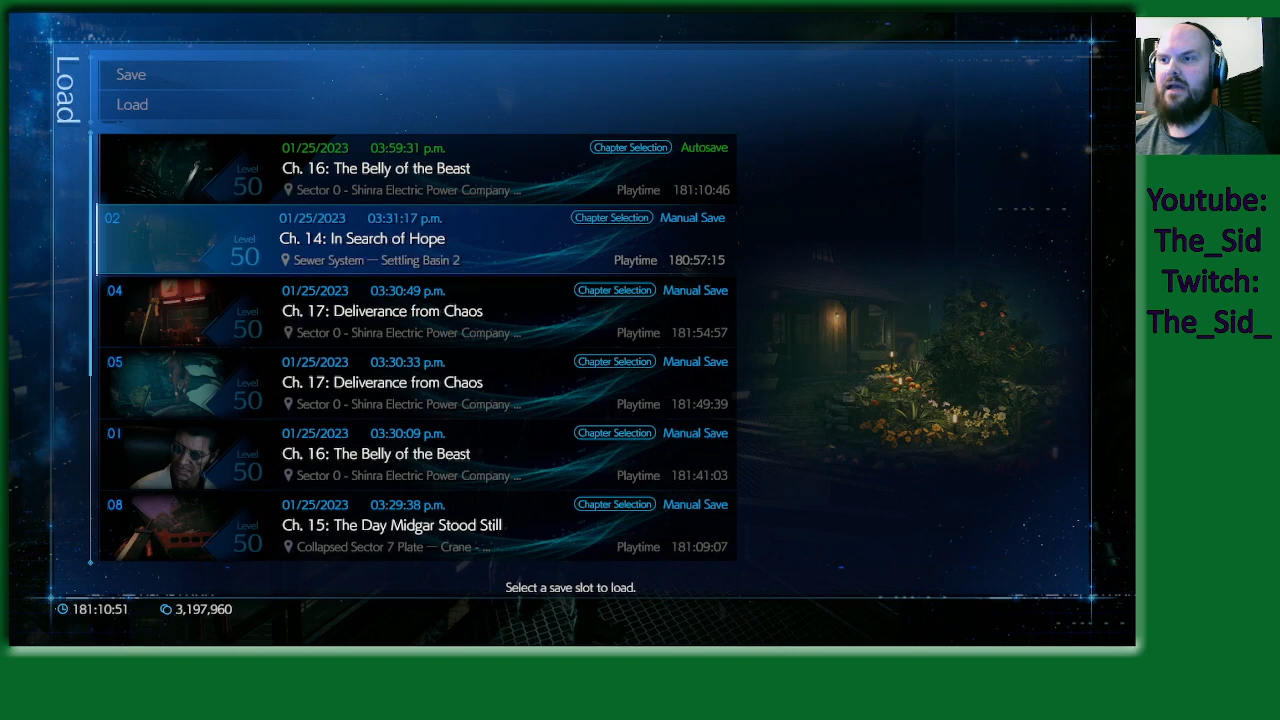 Load
Save
Load
01/25/2023 03:59:31 p.m. Chapter Selection Autosave
Ch. 16: The Belly of the Beast
Level 50
Sector 0 - Shinra Electric Power Company ... Playtime 181:10:46
02 01/25/2023 03:31:17 p.m. Chapter Selection Manual Save
Ch. 14: In Search of Hope
Level 50
Sewer System — Settling Basin 2 Playtime 180:57:15
04 01/25/2023 03:30:49 p.m. Chapter Selection Manual Save
Ch. 17: Deliverance from Chaos
Level 50
Sector 0 - Shinra Electric Power Company ... Playtime 181:54:57
05 01/25/2023 03:30:33 p.m. Chapter Selection Manual Save
Ch. 17: Deliverance from Chaos
Level 50
Sector 0 - Shinra Electric Power Company ... Playtime 181:49:39
01 01/25/2023 03:30:09 p.m. Chapter Selection Manual Save
Ch. 16: The Belly of the Beast
Level 50
Sector 0 - Shinra Electric Power Company ... Playtime 181:41:03
08 01/25/2023 03:29:38 p.m. Chapter Selection Manual Save
Ch. 15: The Day Midgar Stood Still
Level 50
Collapsed Sector 7 Plate — Crane - ... Playtime 181:09:07
Select a save slot to load.
181:10:51 3,197,960
Youtube:
The_Sid
Twitch:
The_Sid_